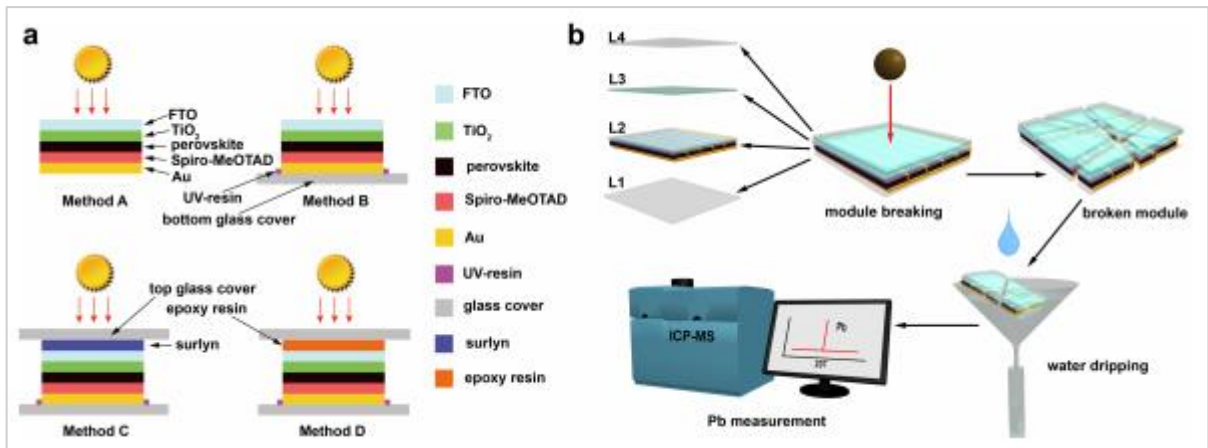 a
FTO
TiO2
perovskite
Spiro-MeOTAD
Au
Method A
UV-resin
bottom glass cover
Method B
top glass cover
epoxy resin
surlyn
Method C
Method D
FTO
TiO2
perovskite
Spiro-MeOTAD
Au
UV-resin
glass cover
surlyn
epoxy resin
b
L4
L3
L2
L1
module breaking
broken module
water dripping
ICP-MS
Pb
207
Pb measurement